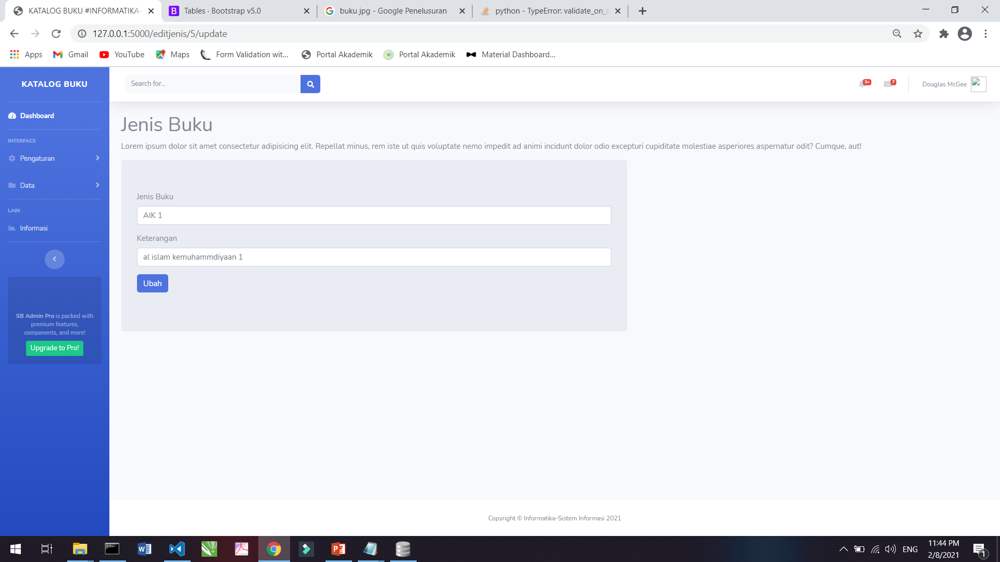 KATALOG BUKU #INFORMATIKA-
Tables · Bootstrap v5.0
buku jpg - Google Penelusuran
python - TypeError: validate_on_s
127.0.0.1:5000/editjenis/5/update
Apps
Gmail
YouTube
Maps
Form Validation wit...
Portal Akademik
Portal Akademik
Material Dashboard...
KATALOG BUKU
Search for...
3+
7
Douglas McGee
Dashboard
INTERFACE
Pengaturan
Data
LAIN
Informasi
SB Admin Pro is packed with
premium features,
components, and more!
Upgrade to Pro!
Jenis Buku
Lorem ipsum dolor sit amet consectetur adipisicing elit. Repellat minus, rem iste ut quis voluptate nemo impedit ad animi incidunt dolor odio excepturi cupiditate molestiae asperiores aspernatur odit? Cumque, aut!
Jenis Buku
AIK 1
Keterangan
al islam kemuhammdiyaan 1
Ubah
Copyright © Informatika-Sistem Informasi 2021
ENG
11:44 PM
2/8/2021
1